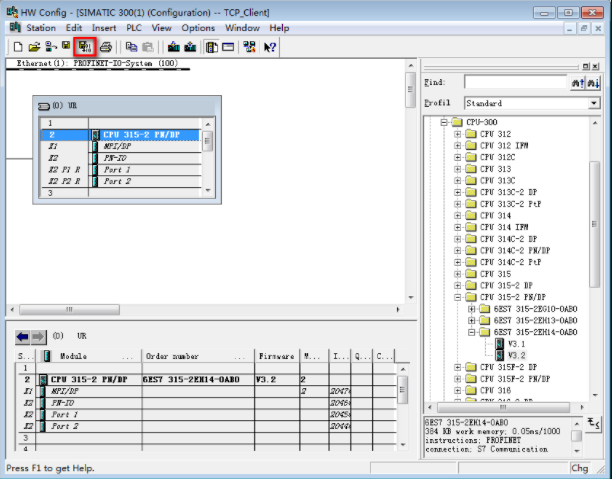 HW Config - [SIMATIC 300(1) (Configuration) -- TCP_Client]
Station Edit Insert PLC View Options Window Help
Ethernet(1): PROFINET-IO-System (100)
(0) UR
1
2 CPU 315-2 PN/DP
X1 MPI/DP
X2 PN-IO
X2 P1 R Port 1
X2 P2 R Port 2
3
Find:
Profil Standard
CPU-300
CPU 312
CPU 312 IFM
CPU 312C
CPU 313
CPU 313C
CPU 313C-2 DP
CPU 313C-2 PtP
CPU 314
CPU 314 IFM
CPU 314C-2 DP
CPU 314C-2 PN/DP
CPU 314C-2 PtP
CPU 315
CPU 315-2 DP
CPU 315-2 PN/DP
6ES7 315-2EG10-0AB0
6ES7 315-2EH13-0AB0
6ES7 315-2EH14-0AB0
V3.1
V3.2
CPU 315F-2 DP
CPU 315F-2 PN/DP
CPU 316
(0) UR
S... Module ... Order number ... Firmware M... I... Q... C...
1
2 CPU 315-2 PN/DP 6ES7 315-2EH14-0AB0 V3.2 2
X1 MPI/DP 2 2047
X2 PN-IO 2046
X2 Port 1 2045
X2 Port 2 2044
3
4
6ES7 315-2EH14-0AB0
384 KB work memory; 0.05ms/1000
instructions; PROFINET
connection; S7 Communication
Press F1 to get Help.
Chg